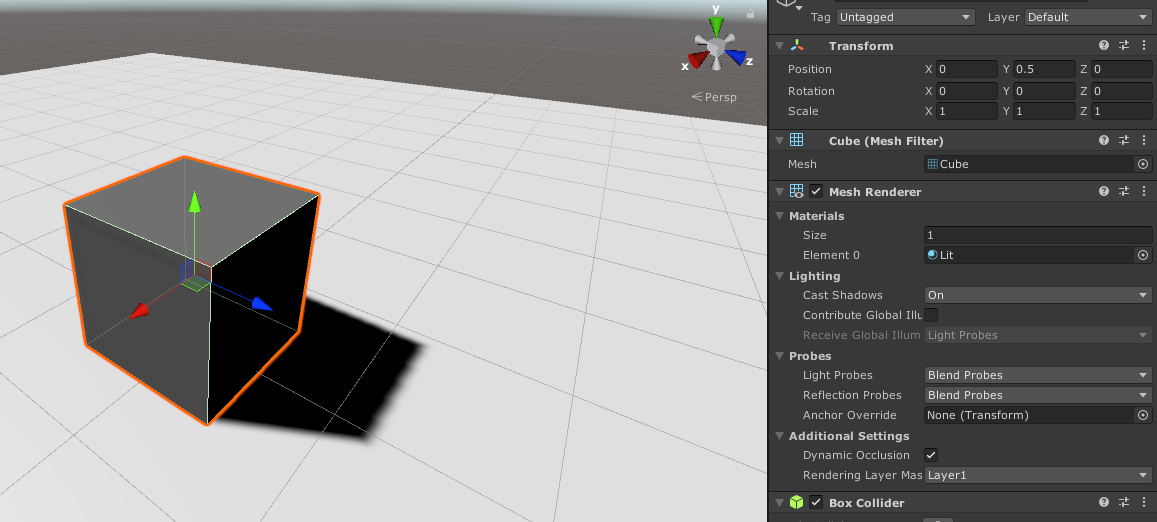 y
x
z
Persp
Tag Untagged Layer Default
Transform
Position X 0 Y 0.5 Z 0
Rotation X 0 Y 0 Z 0
Scale X 1 Y 1 Z 1
Cube (Mesh Filter)
Mesh Cube
Mesh Renderer
Materials
Size 1
Element 0 Lit
Lighting
Cast Shadows On
Contribute Global Illu
Receive Global Illum Light Probes
Probes
Light Probes Blend Probes
Reflection Probes Blend Probes
Anchor Override None (Transform)
Additional Settings
Dynamic Occlusion
Rendering Layer Mas Layer1
Box Collider